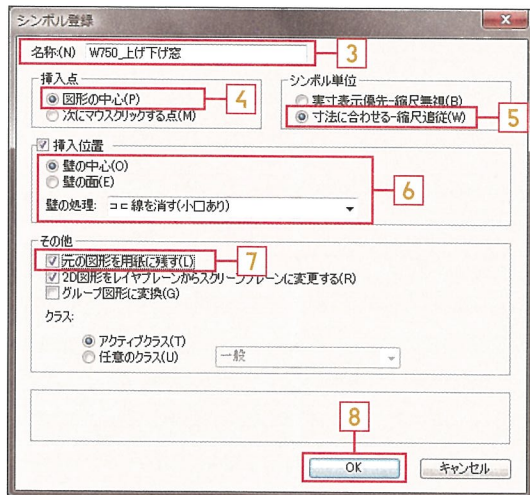 シンボル登録
名称:(N) W750_上げ下げ窓 3
挿入点
図形の中心(P) 4
次にマウスクリックする点(M)
シンボル単位
実寸表示優先-縮尺無視(B)
寸法に合わせる-縮尺追従(W) 5
挿入位置
壁の中心(O)
壁の面(E)
6
壁の処理: コ⊏ 線を消す(小口あり)
その他
元の図形を用紙に残す(L) 7
2D図形をレイヤプレーンからスクリーンプレーンに変更する(R)
グループ図形に変換(G)
クラス:
アクティブクラス(T)
任意のクラス(U) 一般
8
OK キャンセル